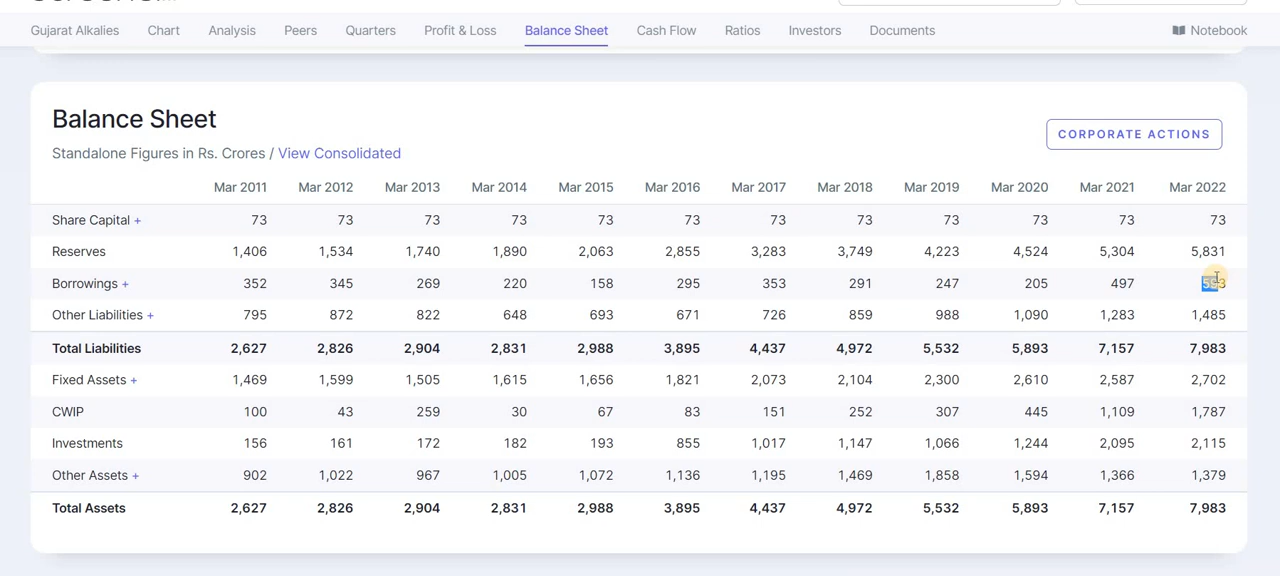 Gujarat Alkalies Chart Analysis Peers Quarters Profit & Loss Balance Sheet Cash Flow Ratios Investors Documents Notebook
Balance Sheet
CORPORATE ACTIONS
Standalone Figures in Rs. Crores / View Consolidated
Mar 2011 Mar 2012 Mar 2013 Mar 2014 Mar 2015 Mar 2016 Mar 2017 Mar 2018 Mar 2019 Mar 2020 Mar 2021 Mar 2022
Share Capital + 73 73 73 73 73 73 73 73 73 73 73 73
Reserves 1,406 1,534 1,740 1,890 2,063 2,855 3,283 3,749 4,223 4,524 5,304 5,831
Borrowings + 352 345 269 220 158 295 353 291 247 205 497 593
Other Liabilities + 795 872 822 648 693 671 726 859 988 1,090 1,283 1,485
Total Liabilities 2,627 2,826 2,904 2,831 2,988 3,895 4,437 4,972 5,532 5,893 7,157 7,983
Fixed Assets + 1,469 1,599 1,505 1,615 1,656 1,821 2,073 2,104 2,300 2,610 2,587 2,702
CWIP 100 43 259 30 67 83 151 252 307 445 1,109 1,787
Investments 156 161 172 182 193 855 1,017 1,147 1,066 1,244 2,095 2,115
Other Assets + 902 1,022 967 1,005 1,072 1,136 1,195 1,469 1,858 1,594 1,366 1,379
Total Assets 2,627 2,826 2,904 2,831 2,988 3,895 4,437 4,972 5,532 5,893 7,157 7,983